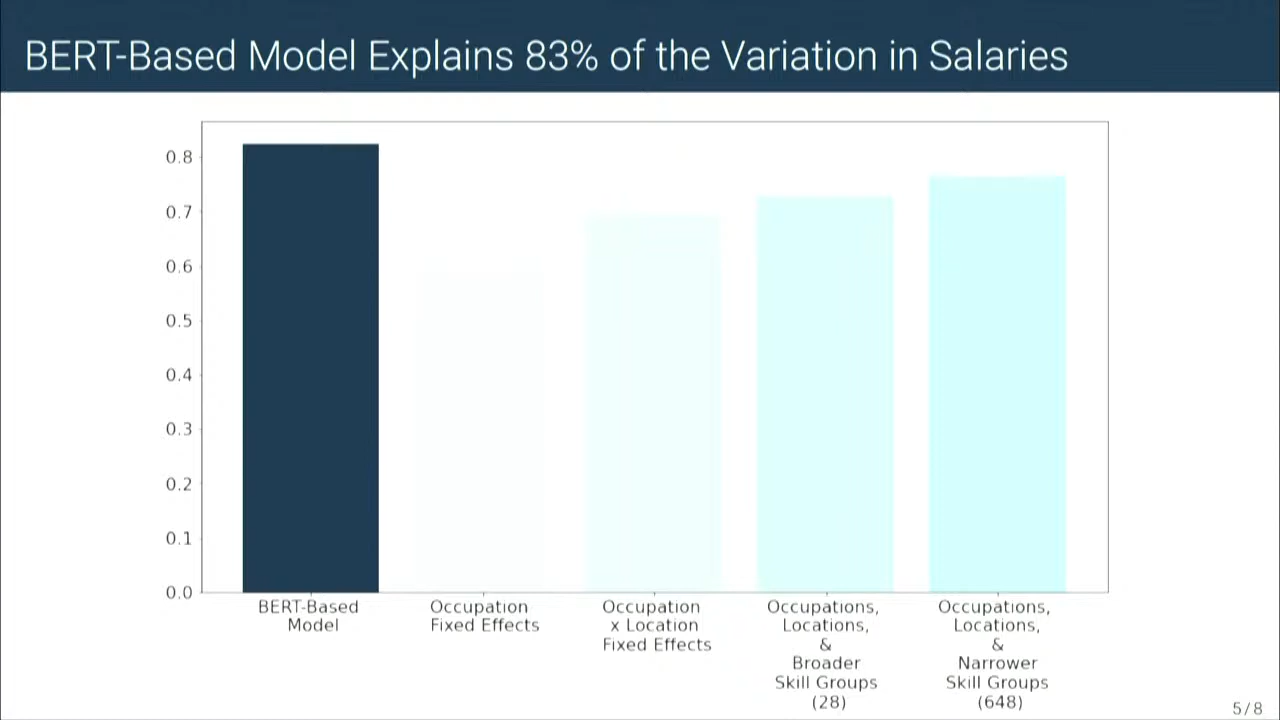 BERT-Based Model Explains 83% of the Variation in Salaries
0.8
0.7
0.6
0.5
0.4
0.3
0.2
0.1
0.0
BERT-Based
Model
Occupation
Fixed Effects
Occupation
x Location
Fixed Effects
Occupations,
Locations,
&
Broader
Skill Groups
(28)
Occupations,
Locations,
&
Narrower
Skill Groups
(648)
5/8